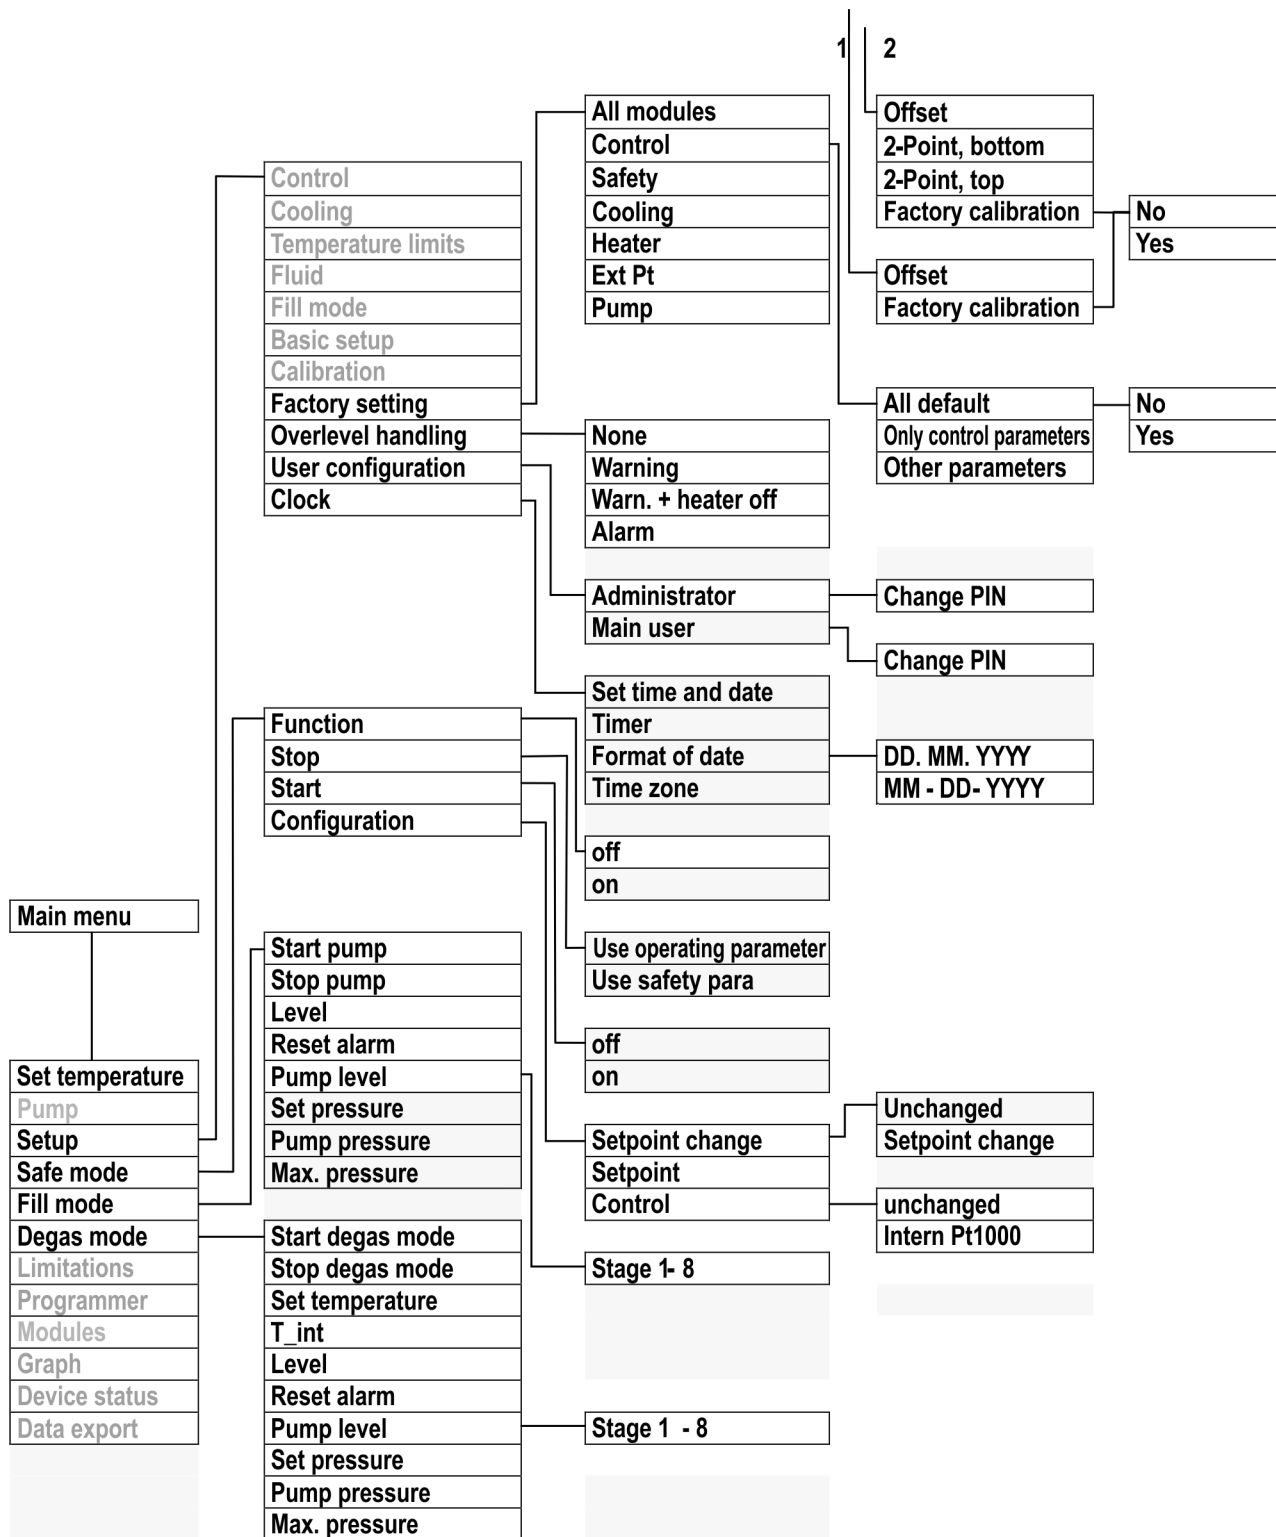 1 2
All modules
Control
Safety
Cooling
Heater
Ext Pt
Pump
Offset
2-Point, bottom
2-Point, top
Factory calibration
No
Yes
Offset
Factory calibration
Control
Cooling
Temperature limits
Fluid
Fill mode
Basic setup
Calibration
Factory setting
Overlevel handling
User configuration
Clock
All default
Only control parameters
Other parameters
No
Yes
None
Warning
Warn. + heater off
Alarm
Administrator
Main user
Change PIN
Change PIN
Set time and date
Timer
Format of date
Time zone
DD. MM. YYYY
MM - DD- YYYY
Function
Stop
Start
Configuration
off
on
Use operating parameter
Use safety para
off
on
Setpoint change
Setpoint
Control
Unchanged
Setpoint change
unchanged
Intern Pt1000
Main menu
Set temperature
Pump
Setup
Safe mode
Fill mode
Degas mode
Limitations
Programmer
Modules
Graph
Device status
Data export
Start pump
Stop pump
Level
Reset alarm
Pump level
Set pressure
Pump pressure
Max. pressure
Stage 1- 8
Start degas mode
Stop degas mode
Set temperature
T_int
Level
Reset alarm
Pump level
Set pressure
Pump pressure
Max. pressure
Stage 1 - 8